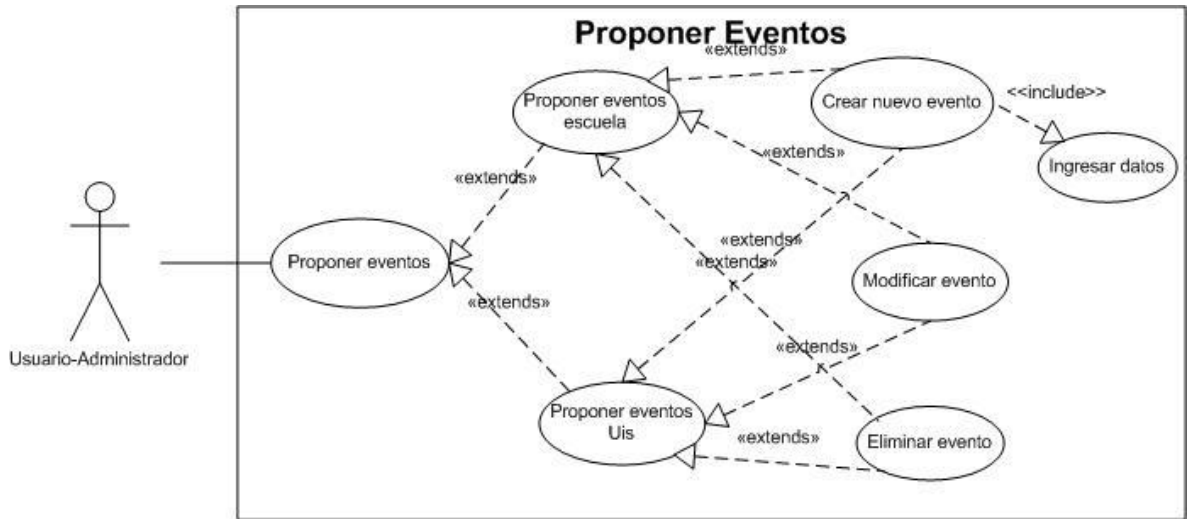 Proponer Eventos
«extends»
Proponer eventos
escuela
Crear nuevo evento
<<include>>
«extends»
Ingresar datos
«extends»
«extends»
«extends»
Proponer eventos
Modificar evento
«extends»
Usuario-Administrador
«extends»
Proponer eventos
Uis
«extends»
Eliminar evento